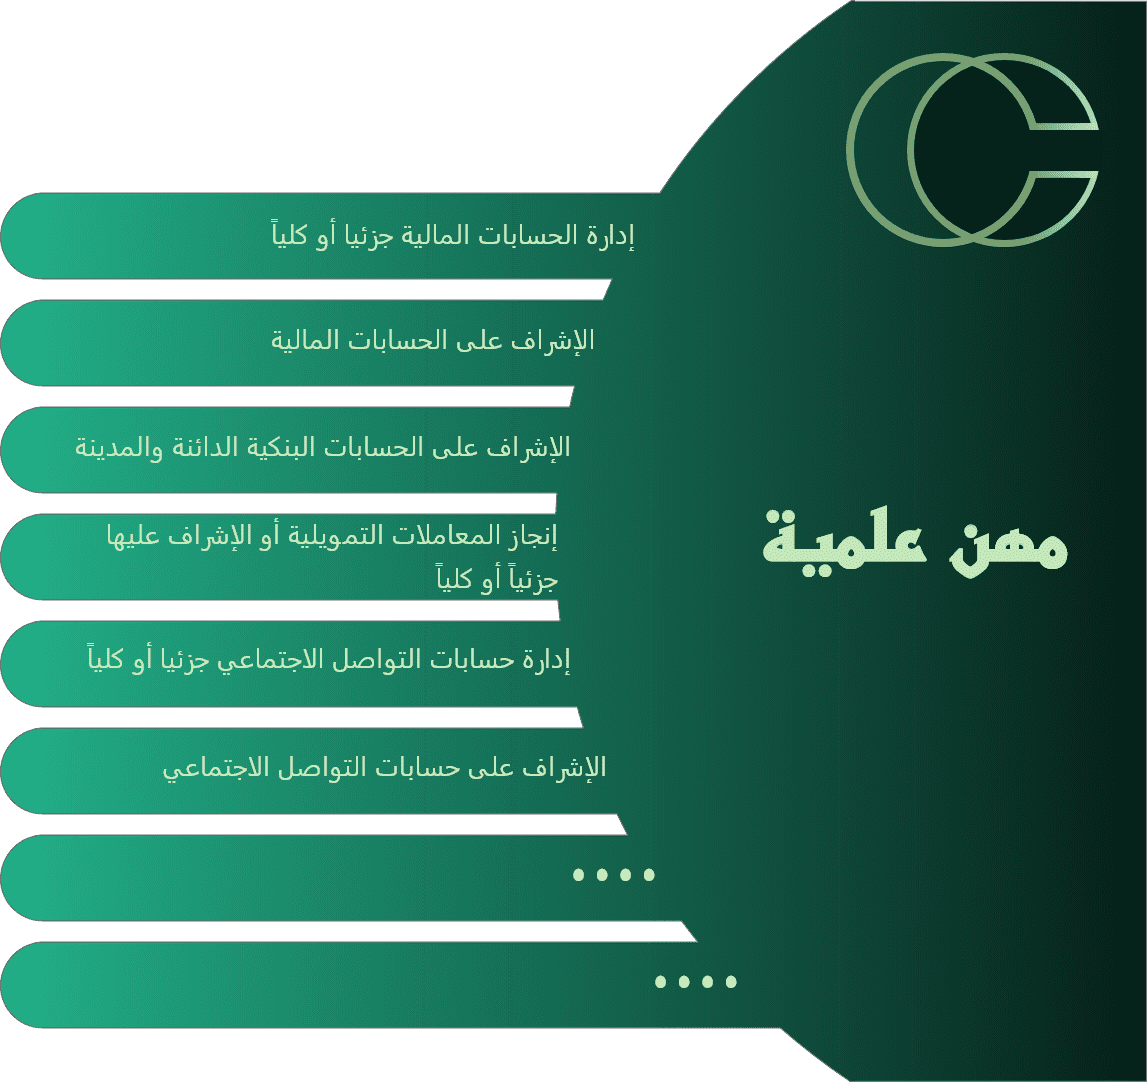 إدارة الحسابات المالية جزئيا أو كلياً
الإشراف على الحسابات المالية
الإشراف على الحسابات البنكية الدائنة والمدينة
إنجاز المعاملات التمويلية أو الإشراف عليها
جزئياً أو كلياً
إدارة حسابات التواصل الاجتماعي جزئيا أو كلياً
الإشراف على حسابات التواصل الاجتماعي
....
....
مهن علمية